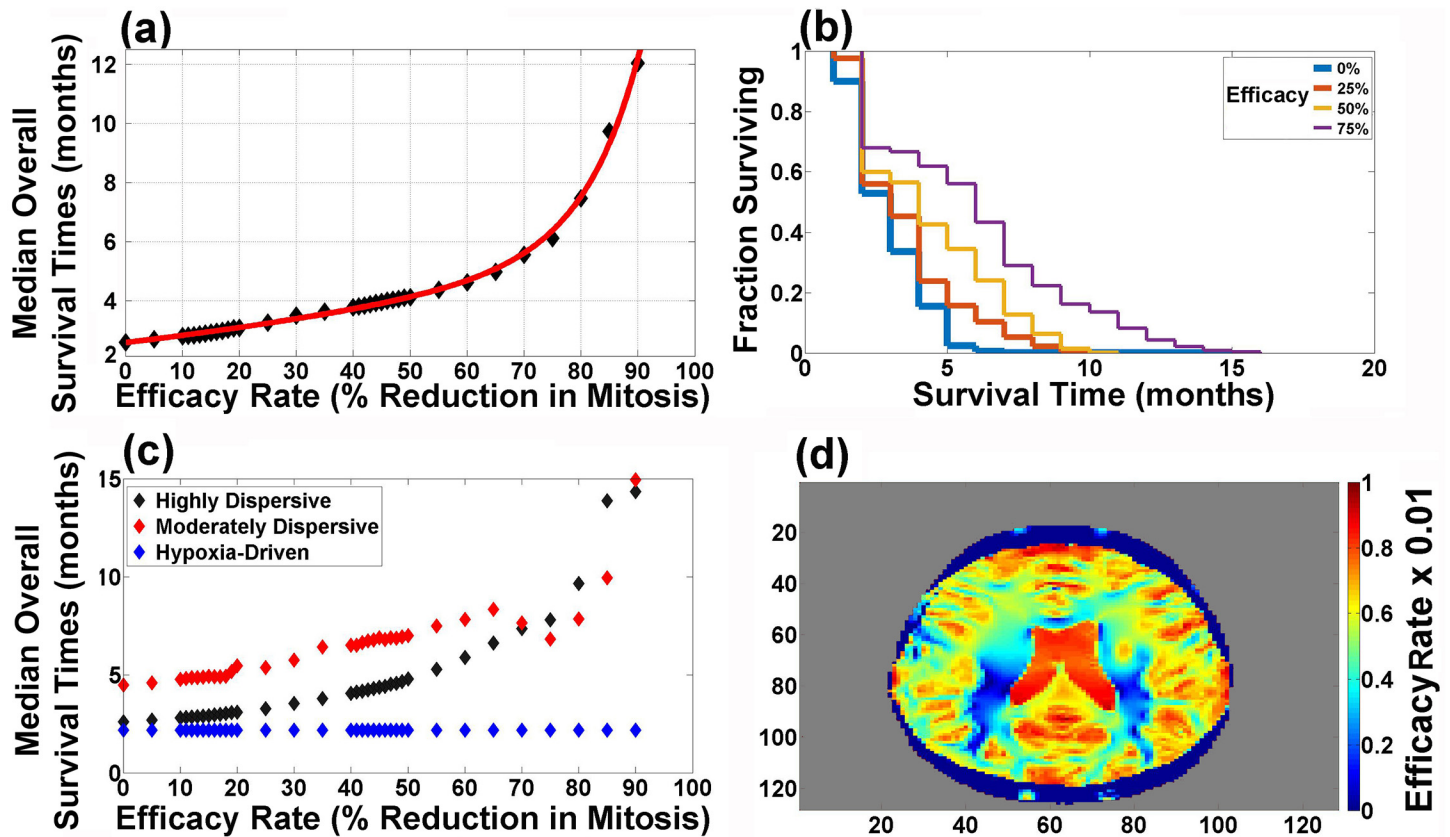 (a)
Median Overall
Survival Times (months)
12
10
8
6
4
2
0 10 20 30 40 50 60 70 80 90 100
Efficacy Rate (% Reduction in Mitosis)
(b)
Fraction Surviving
1
0.8
0.6
0.4
0.2
0
5 10 15 20
Survival Time (months)
Efficacy
0%
25%
50%
75%
(c)
Median Overall
Survival Times (months)
15
10
5
0
0 10 20 30 40 50 60 70 80 90 100
Efficacy Rate (% Reduction in Mitosis)
Highly Dispersive
Moderately Dispersive
Hypoxia-Driven
(d)
20
40
60
80
100
120
20 40 60 80 100 120
1
0.8
0.6
0.4
0.2
0
Efficacy Rate x 0.01